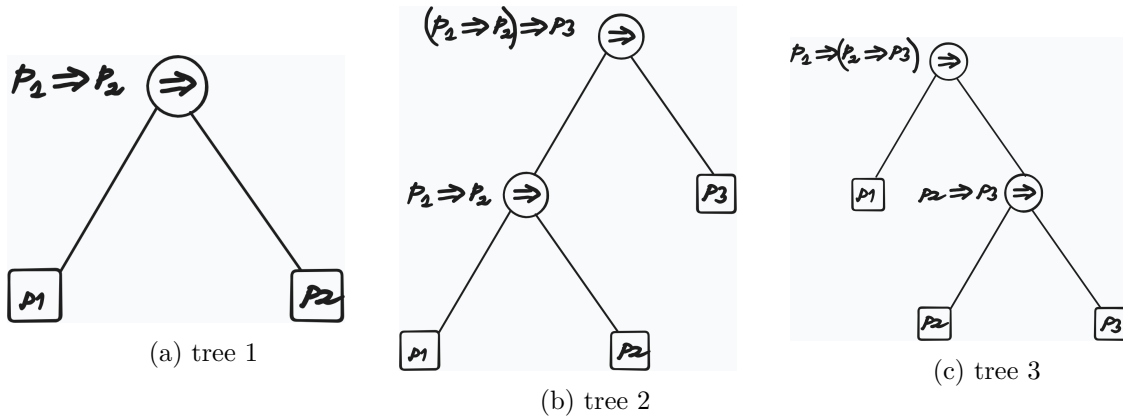 p₁⇒p₂ ⇒
p1 p2
(a) tree 1
(p₁⇒p₂)⇒p3 ⇒
p₁⇒p₂ ⇒ p3
p1 p2
(b) tree 2
p₁⇒(p₂⇒p3) ⇒
p1 p2⇒p3 ⇒
p2 p3
(c) tree 3